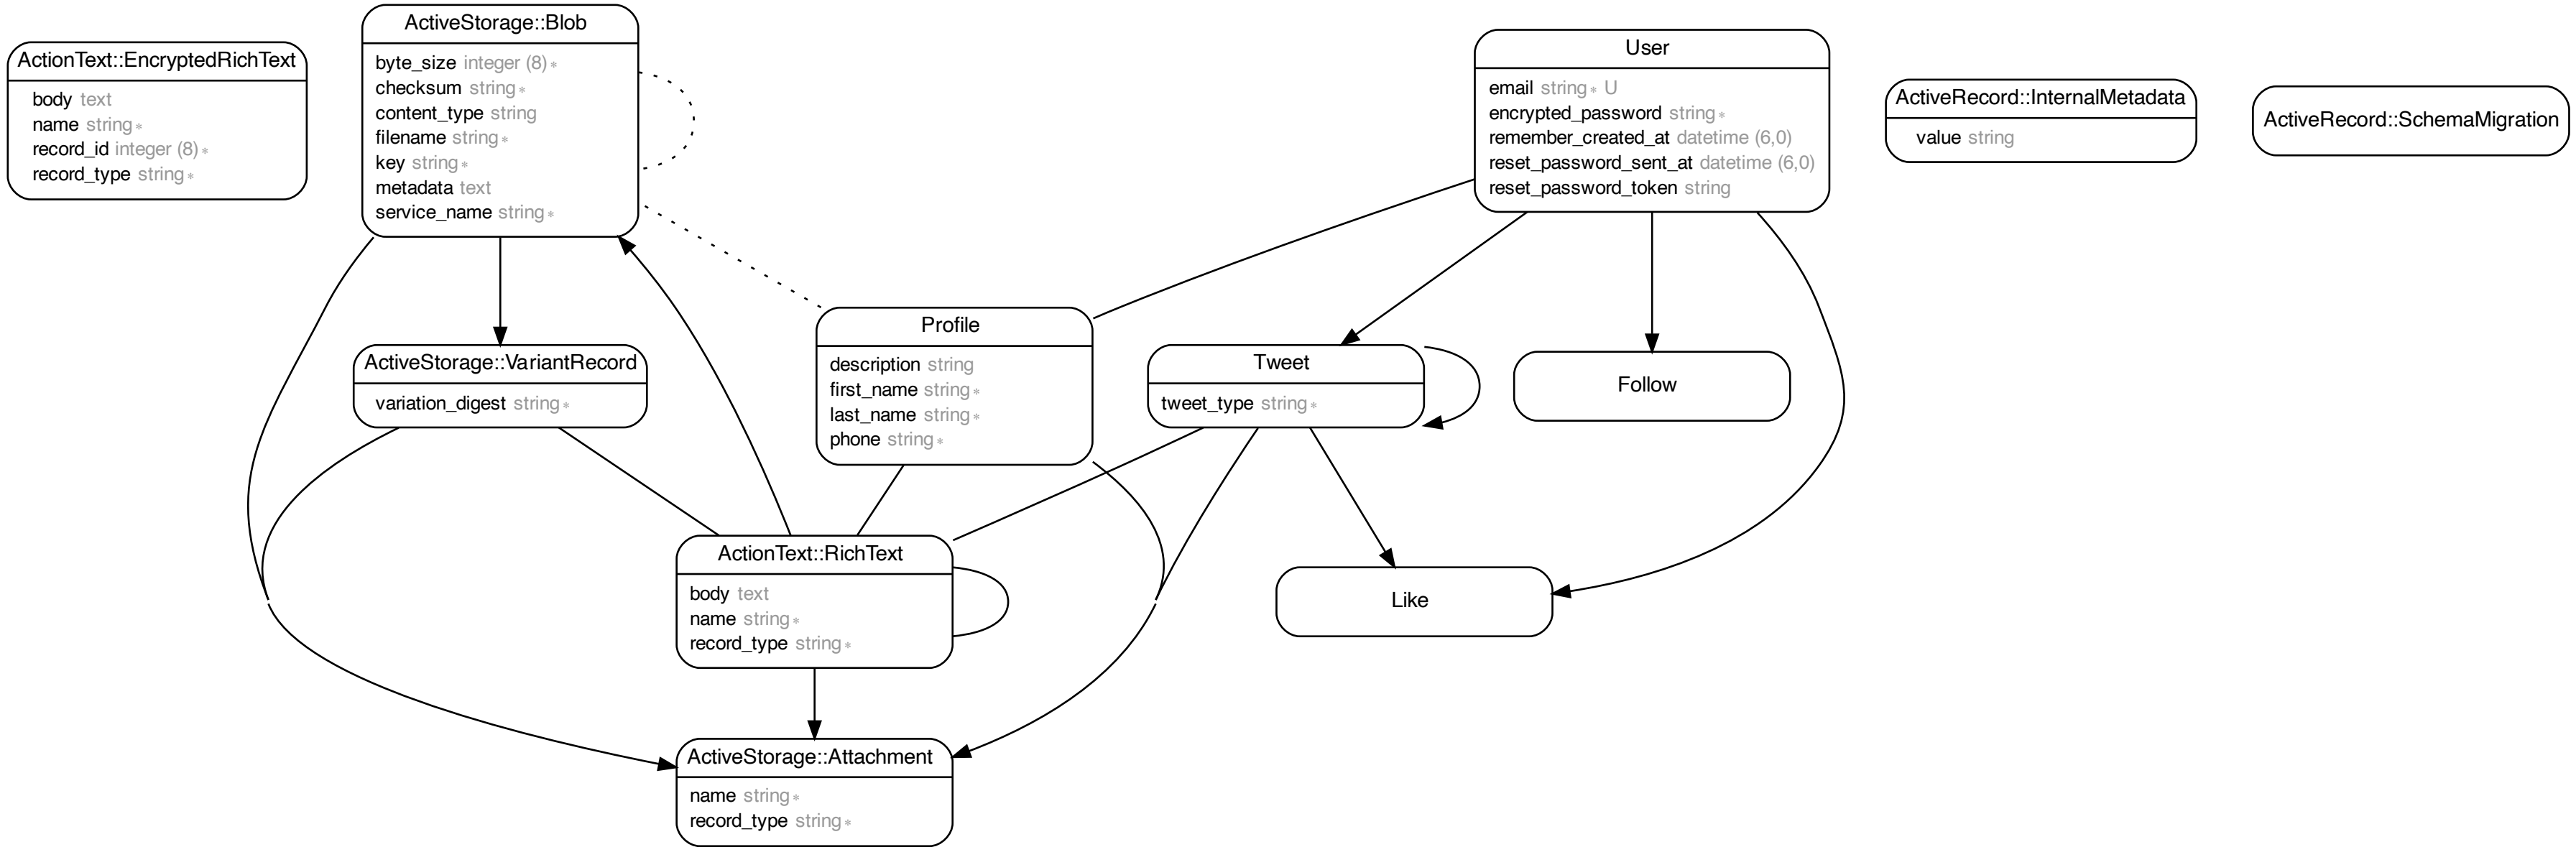 ActionText::EncryptedRichText
body text
name string *
record_id integer (8) *
record_type string *
ActiveStorage::Blob
byte_size integer (8) *
checksum string *
content_type string
filename string *
key string *
metadata text
service_name string *
User
email string * U
encrypted_password string *
remember_created_at datetime (6,0)
reset_password_sent_at datetime (6,0)
reset_password_token string
ActiveRecord::InternalMetadata
value string
ActiveRecord::SchemaMigration
ActiveStorage::VariantRecord
variation_digest string *
Profile
description string
first_name string *
last_name string *
phone string *
Tweet
tweet_type string *
Follow
ActionText::RichText
body text
name string *
record_type string *
Like
ActiveStorage::Attachment
name string *
record_type string *